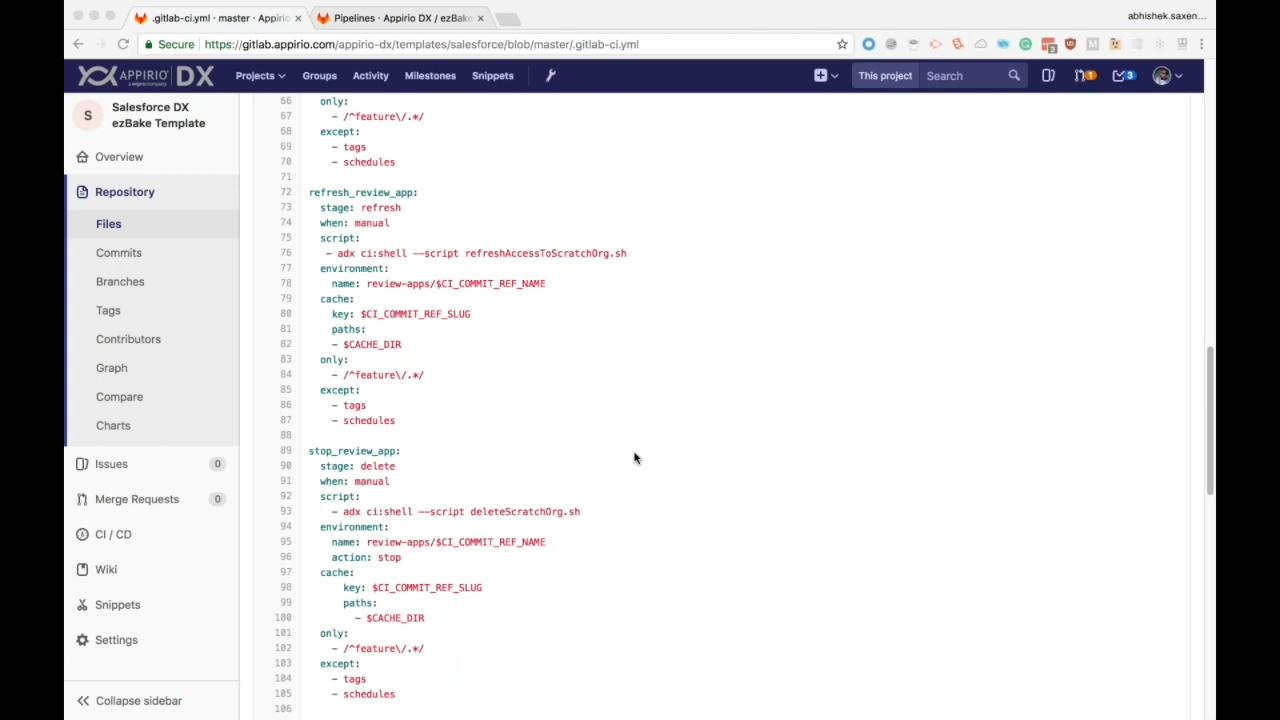 .gitlab-ci.yml · master · Appirio
Pipelines · Appirio DX / ezBake
abhishek.saxen...
Secure
https://gitlab.appirio.com/appirio-dx/templates/salesforce/blob/master/.gitlab-ci.yml
3
APPIRIO DX
Projects
Groups
Activity
Milestones
Snippets
This project
Search
1
3
S
Salesforce DX
ezBake Template
Overview
Repository
Files
Commits
Branches
Tags
Contributors
Graph
Compare
Charts
Issues 0
Merge Requests 0
CI / CD
Wiki
Snippets
Settings
Collapse sidebar
66 only:
67 - /^feature\/.*/
68 except:
69 - tags
70 - schedules
71
72 refresh_review_app:
73 stage: refresh
74 when: manual
75 script:
76 - adx ci:shell --script refreshAccessToScratchOrg.sh
77 environment:
78 name: review-apps/$CI_COMMIT_REF_NAME
79 cache:
80 key: $CI_COMMIT_REF_SLUG
81 paths:
82 - $CACHE_DIR
83 only:
84 - /^feature\/.*/
85 except:
86 - tags
87 - schedules
88
89 stop_review_app:
90 stage: delete
91 when: manual
92 script:
93 - adx ci:shell --script deleteScratchOrg.sh
94 environment:
95 name: review-apps/$CI_COMMIT_REF_NAME
96 action: stop
97 cache:
98 key: $CI_COMMIT_REF_SLUG
99 paths:
100 - $CACHE_DIR
101 only:
102 - /^feature\/.*/
103 except:
104 - tags
105 - schedules
106